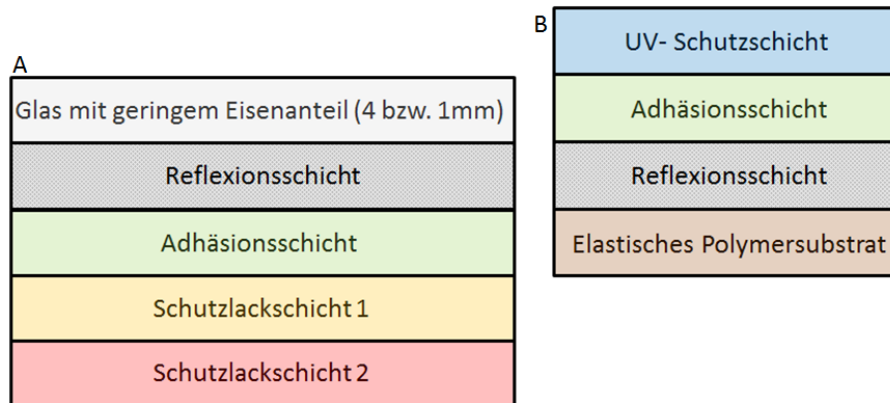 A
Glas mit geringem Eisenanteil (4 bzw. 1mm)
Reflexionsschicht
Adhäsionsschicht
Schutzlackschicht 1
Schutzlackschicht 2
B
UV- Schutzschicht
Adhäsionsschicht
Reflexionsschicht
Elastisches Polymersubstrat